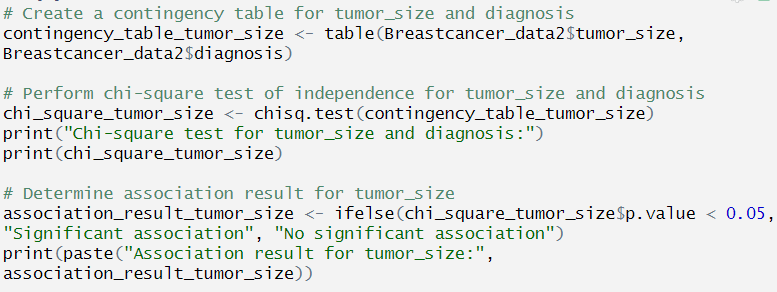 # Create a contingency table for tumor_size and diagnosis
contingency_table_tumor_size <- table(Breastcancer_data2$tumor_size,
Breastcancer_data2$diagnosis)
# Perform chi-square test of independence for tumor_size and diagnosis
chi_square_tumor_size <- chisq.test(contingency_table_tumor_size)
print("Chi-square test for tumor_size and diagnosis:")
print(chi_square_tumor_size)
# Determine association result for tumor_size
association_result_tumor_size <- ifelse(chi_square_tumor_size$p.value < 0.05,
"Significant association", "No significant association")
print(paste("Association result for tumor_size:",
association_result_tumor_size))